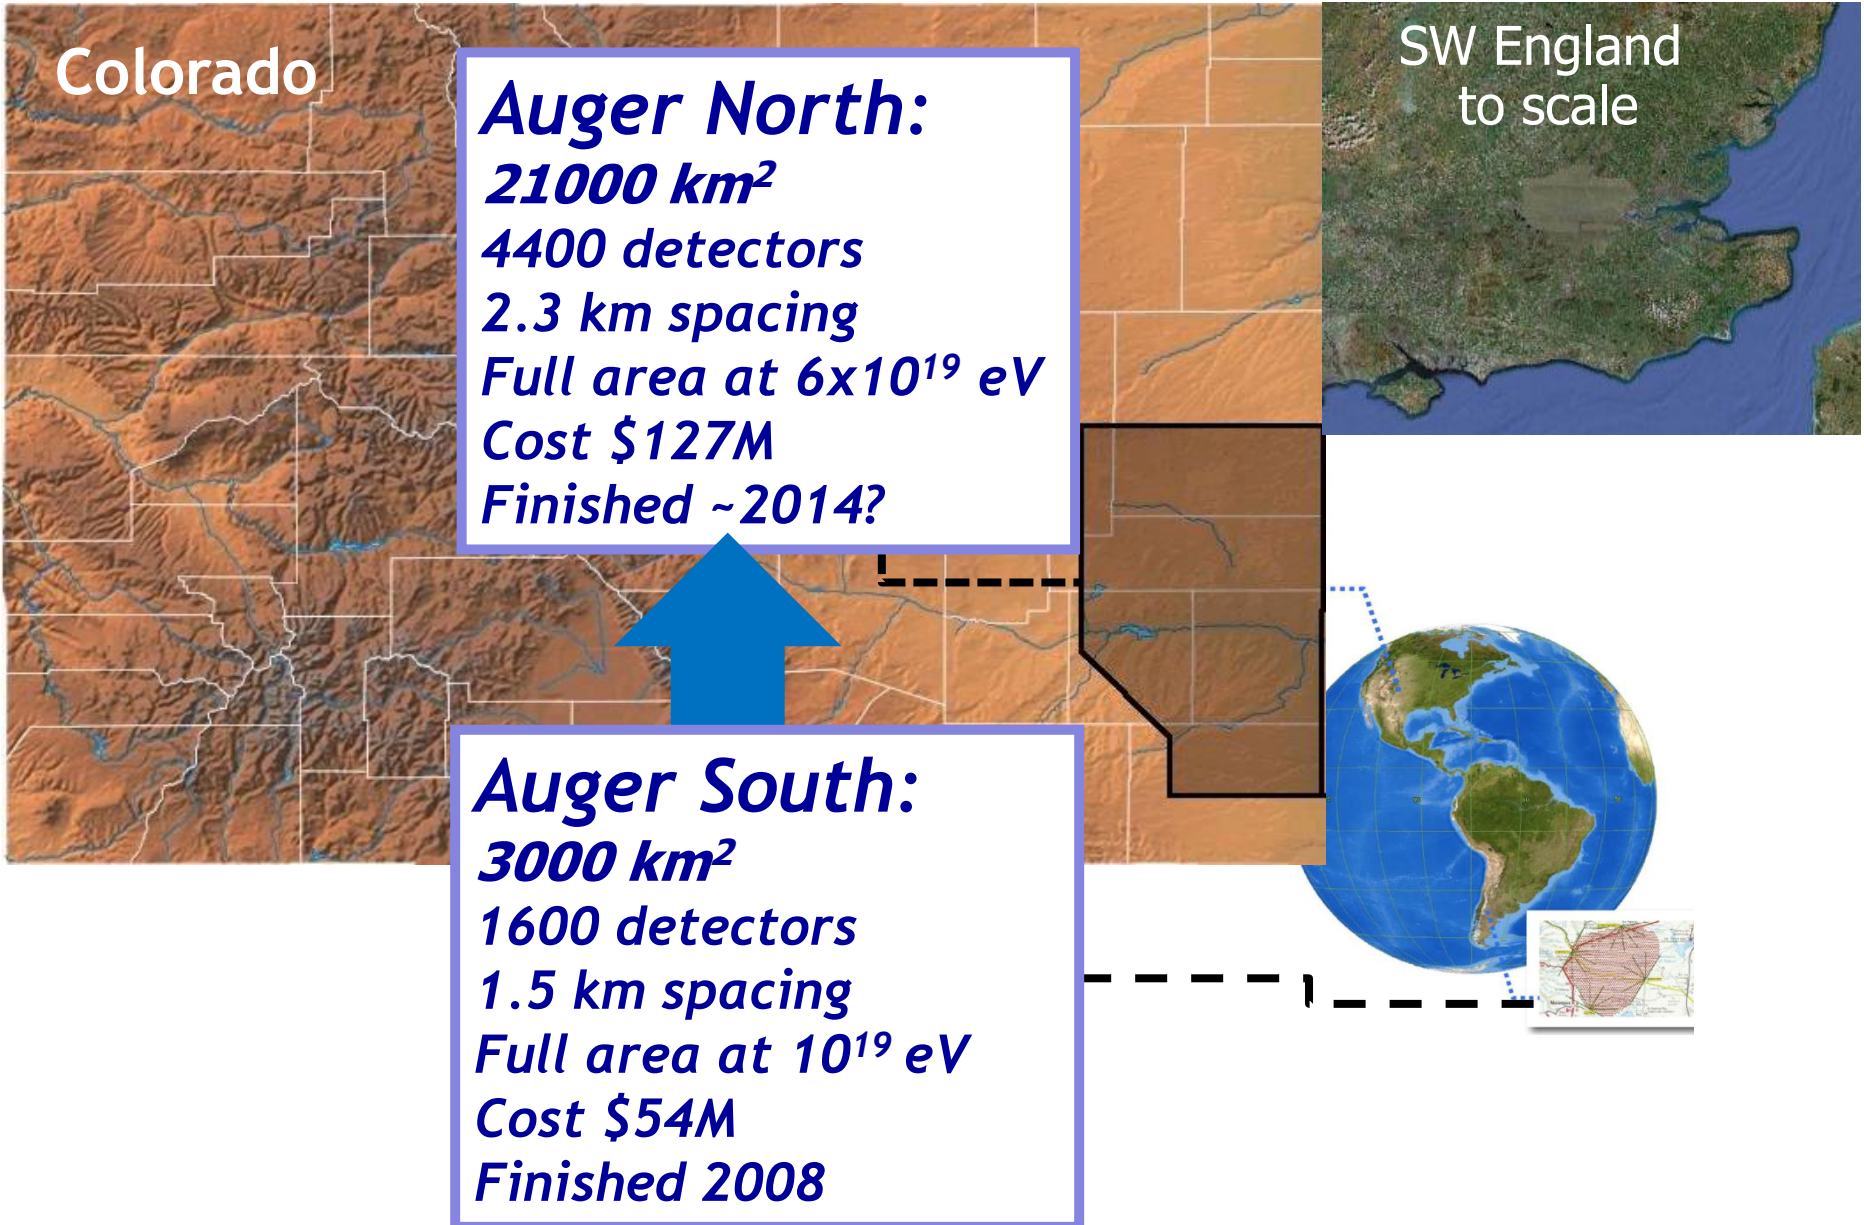 Colorado
Auger North:
21000 km²
4400 detectors
2.3 km spacing
Full area at 6x10¹⁹ eV
Cost $127M
Finished ~2014?
SW England
to scale
Auger South:
3000 km²
1600 detectors
1.5 km spacing
Full area at 10¹⁹ eV
Cost $54M
Finished 2008